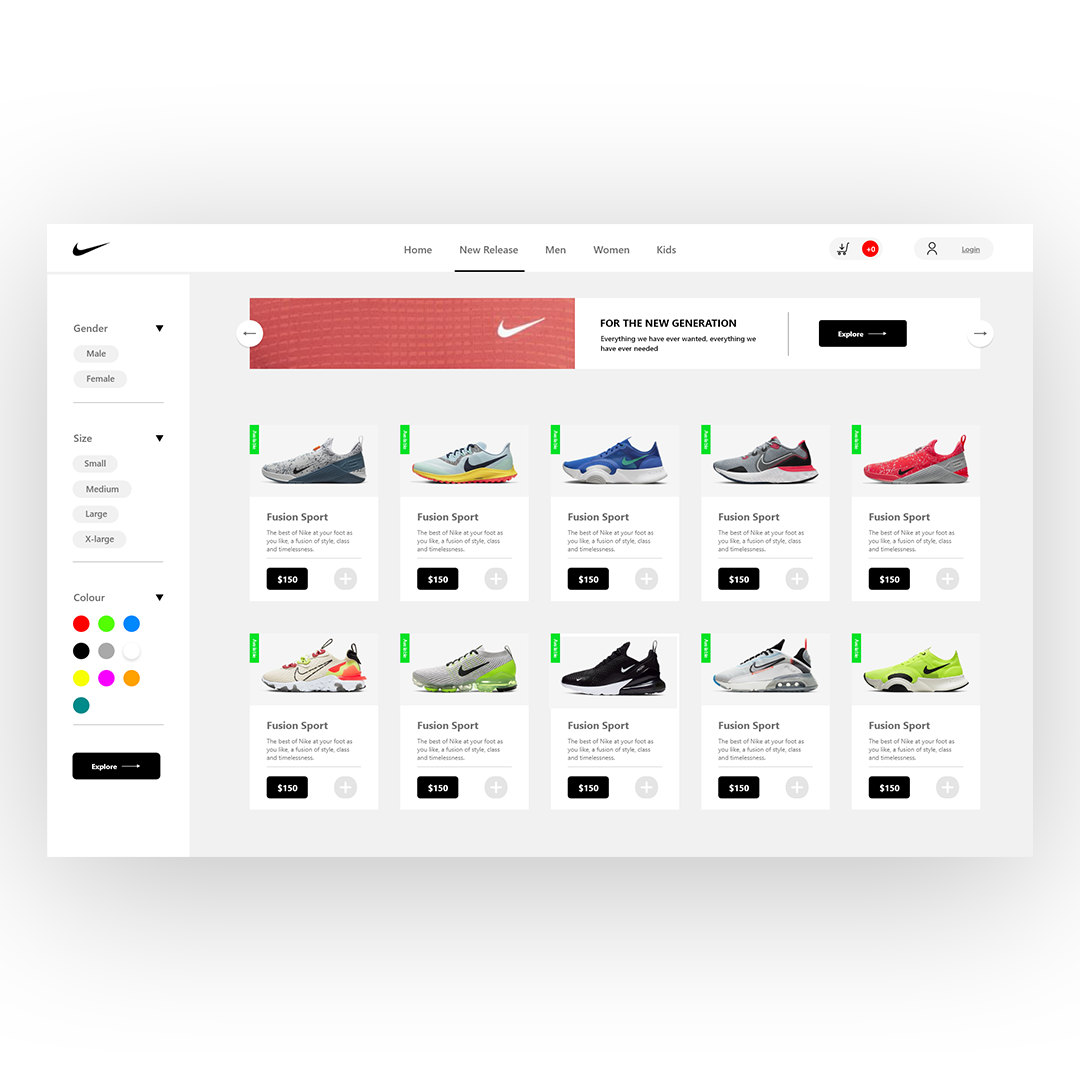 Home New Release Men Women Kids +0 Login
Gender
Male
Female
Size
Small
Medium
Large
X-large
Colour
Explore
FOR THE NEW GENERATION
Everything we have ever wanted, everything we
have ever needed
Explore
Available
Fusion Sport
The best of Nike at your foot as
you like, a fusion of style, class
and timelessness.
$150
Available
Fusion Sport
The best of Nike at your foot as
you like, a fusion of style, class
and timelessness.
$150
Available
Fusion Sport
The best of Nike at your foot as
you like, a fusion of style, class
and timelessness.
$150
Available
Fusion Sport
The best of Nike at your foot as
you like, a fusion of style, class
and timelessness.
$150
Available
Fusion Sport
The best of Nike at your foot as
you like, a fusion of style, class
and timelessness.
$150
Available
Fusion Sport
The best of Nike at your foot as
you like, a fusion of style, class
and timelessness.
$150
Available
Fusion Sport
The best of Nike at your foot as
you like, a fusion of style, class
and timelessness.
$150
Available
Fusion Sport
The best of Nike at your foot as
you like, a fusion of style, class
and timelessness.
$150
Available
Fusion Sport
The best of Nike at your foot as
you like, a fusion of style, class
and timelessness.
$150
Available
Fusion Sport
The best of Nike at your foot as
you like, a fusion of style, class
and timelessness.
$150